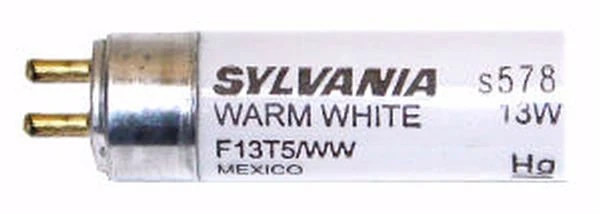 SYLVANIA s578
WARM WHITE 13W
F13T5/WW
MEXICO Hg